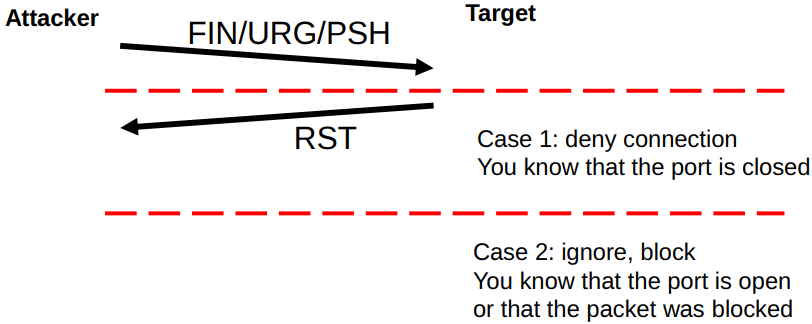 Attacker
Target
FIN/URG/PSH
RST
Case 1: deny connection
You know that the port is closed
Case 2: ignore, block
You know that the port is open
or that the packet was blocked